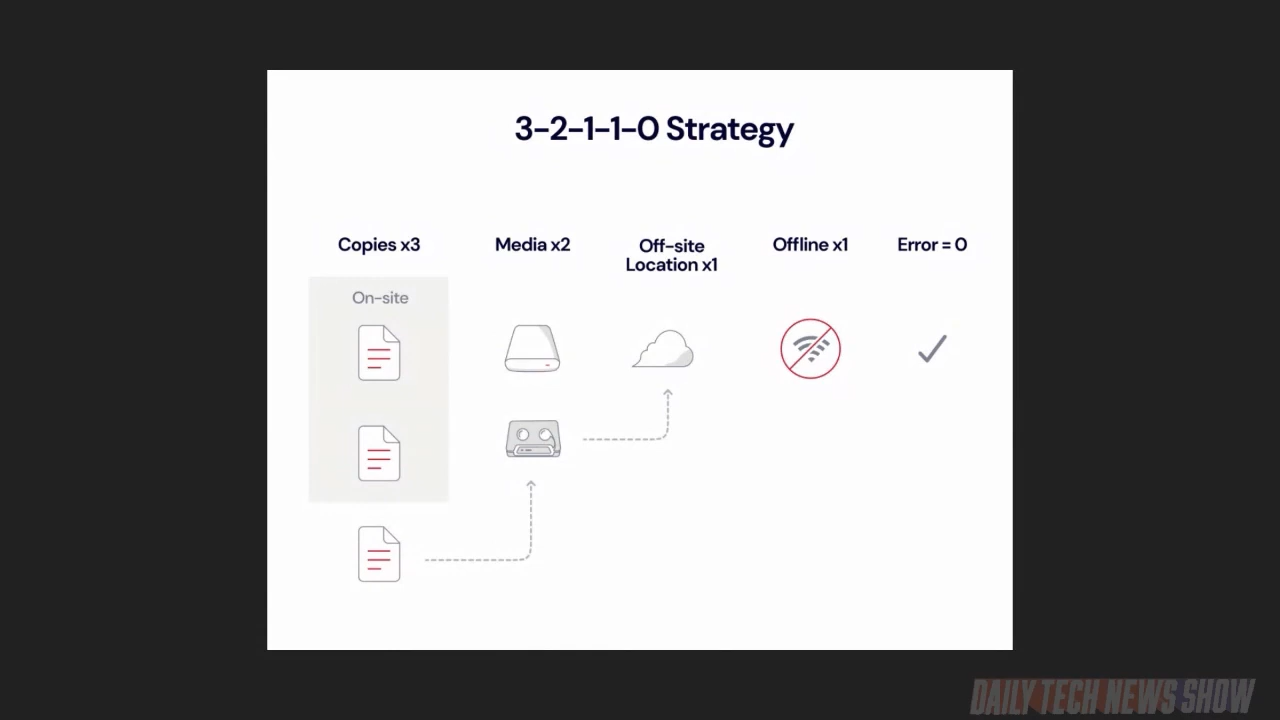 3-2-1-1-0 Strategy
Copies x3
Media x2
Off-site
Location x1
Offline x1
Error = 0
On-site
DAILY TECH NEWS SHOW